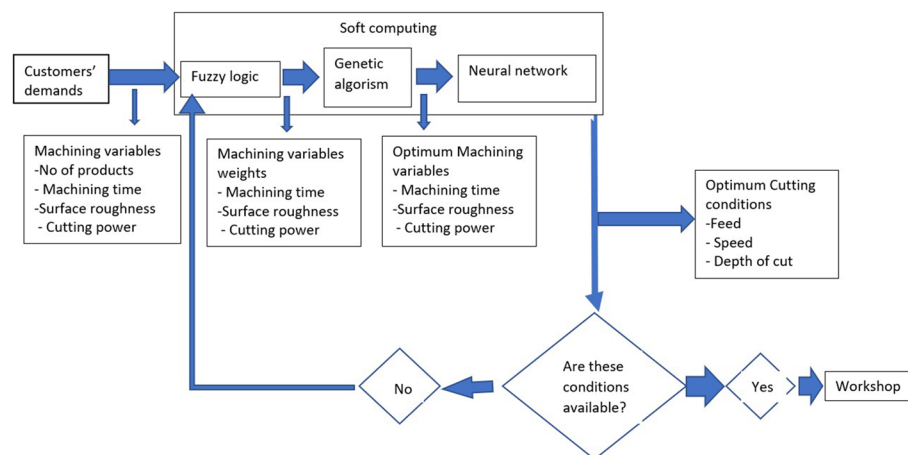 Soft computing
Customers'
demands
Fuzzy logic
Genetic
algorism
Neural network
Machining variables
-No of products
- Machining time
-Surface roughness
- Cutting power
Machining variables
weights
- Machining time
-Surface roughness
- Cutting power
Optimum Machining
variables
- Machining time
-Surface roughness
- Cutting power
Optimum Cutting
conditions
-Feed
- Speed
- Depth of cut
Are these
conditions
available?
No
Yes
Workshop